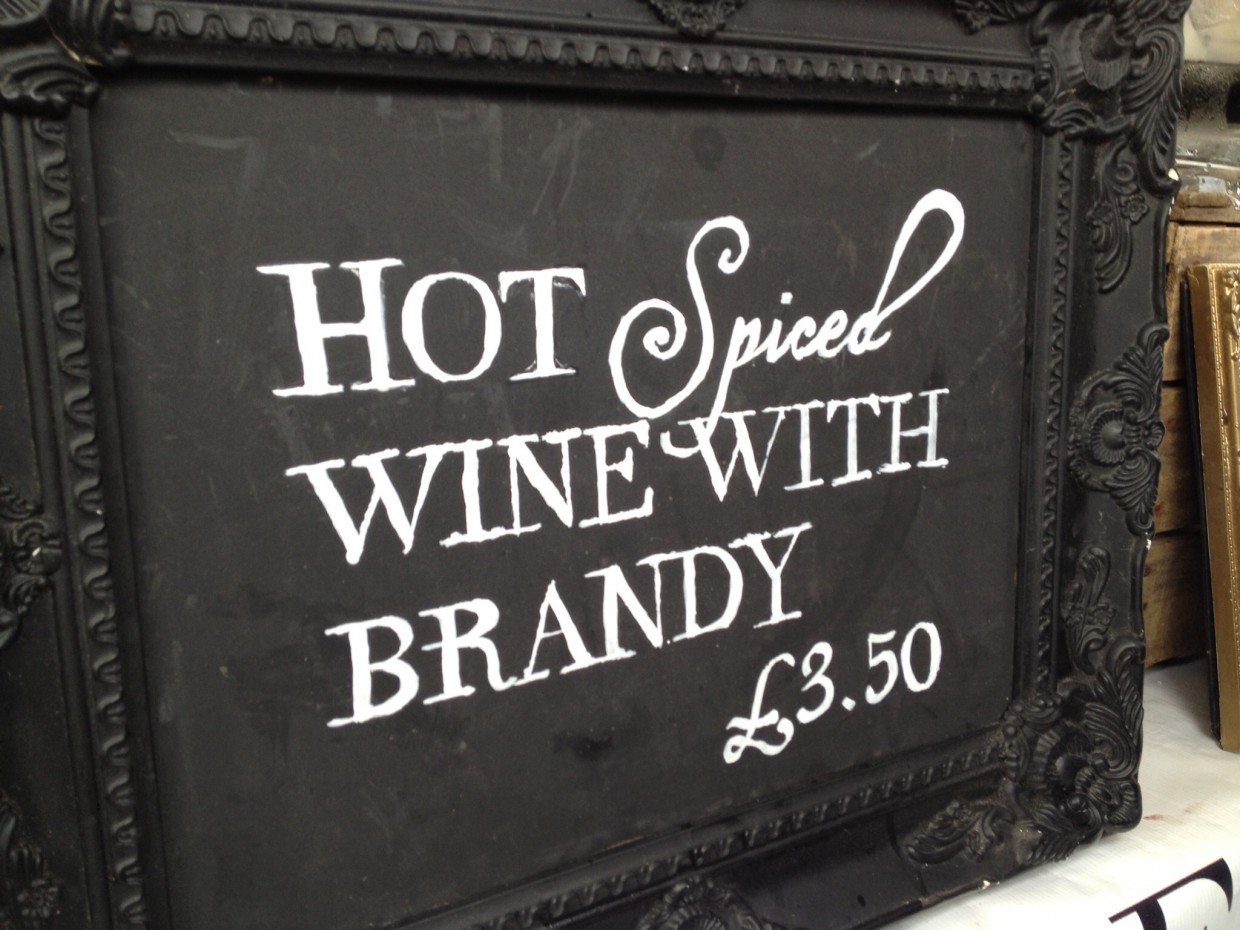 HOT Spiced
WINE WITH
BRANDY
£3.50